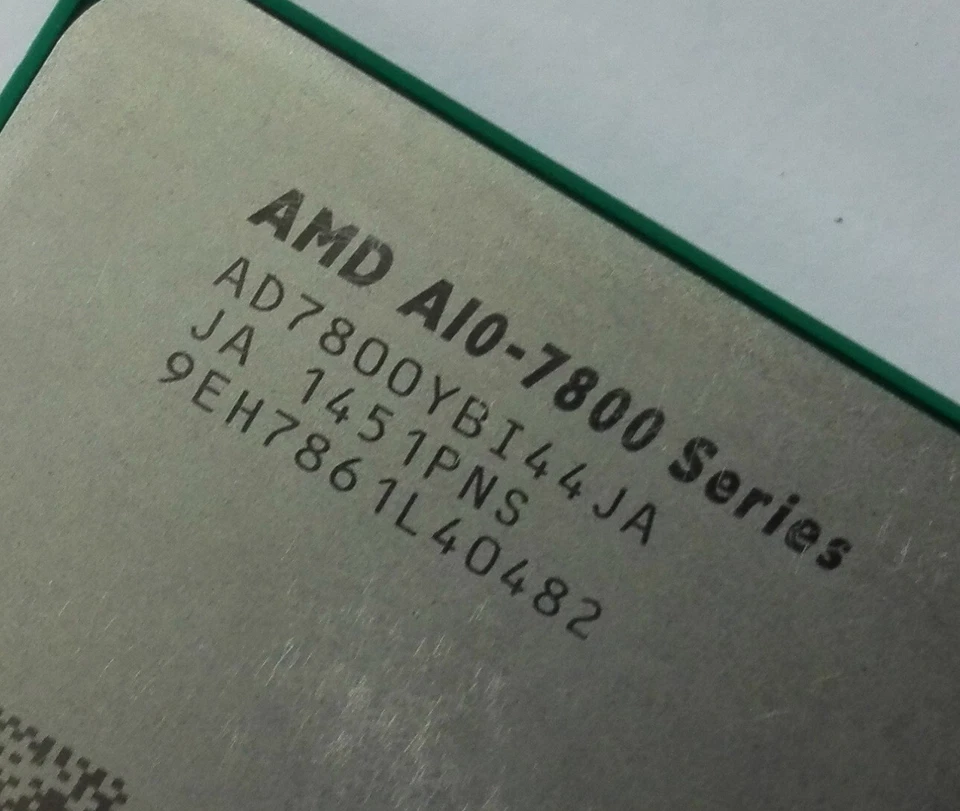 AMD A10-7800 Series
AD7800YBI44JA
JA 1451PNS
9EH7861L40482